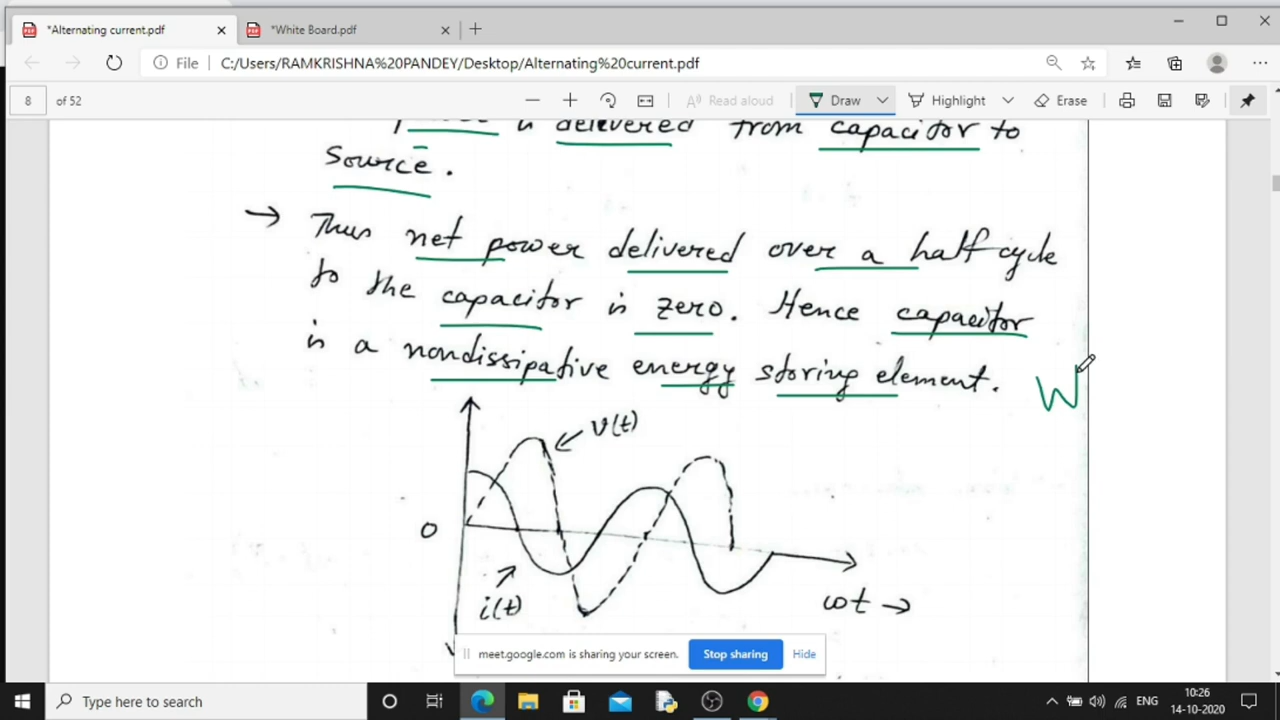 *Alternating current.pdf
*White Board.pdf
File
C:/Users/RAMKRISHNA%20PANDEY/Desktop/Alternating%20current.pdf
8 of 52
Read aloud
Draw
Highlight
Erase
is delivered from capacitor to
source.
→ Thus net power delivered over a half cycle
to the capacitor is zero. Hence capacitor
is a nondissipative energy storing element.
W
v(t)
0
i(t)
ωt →
meet.google.com is sharing your screen.
Stop sharing
Hide
Type here to search
ENG
10:26
14-10-2020